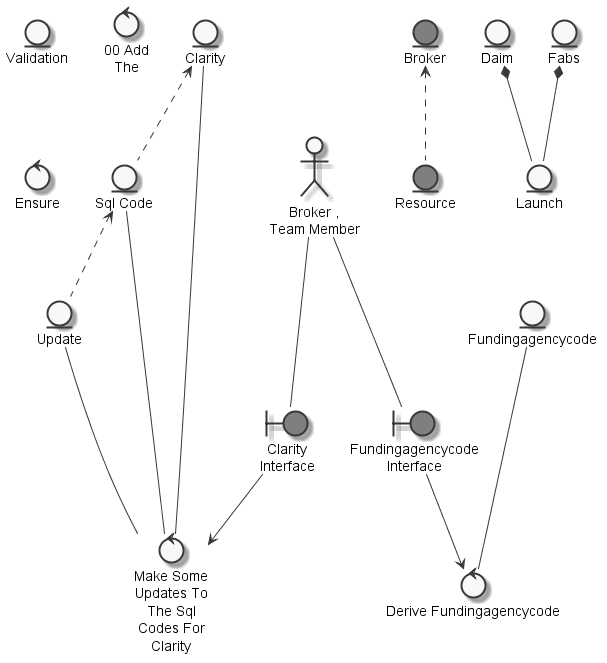 Validation
00 Add
The
Clarity
Broker
Daim
Fabs
Ensure
Sql Code
Broker ,
Team Member
Resource
Launch
Update
Fundingagencycode
Clarity
Interface
Fundingagencycode
Interface
Make Some
Updates To
The Sql
Codes For
Clarity
Derive Fundingagencycode